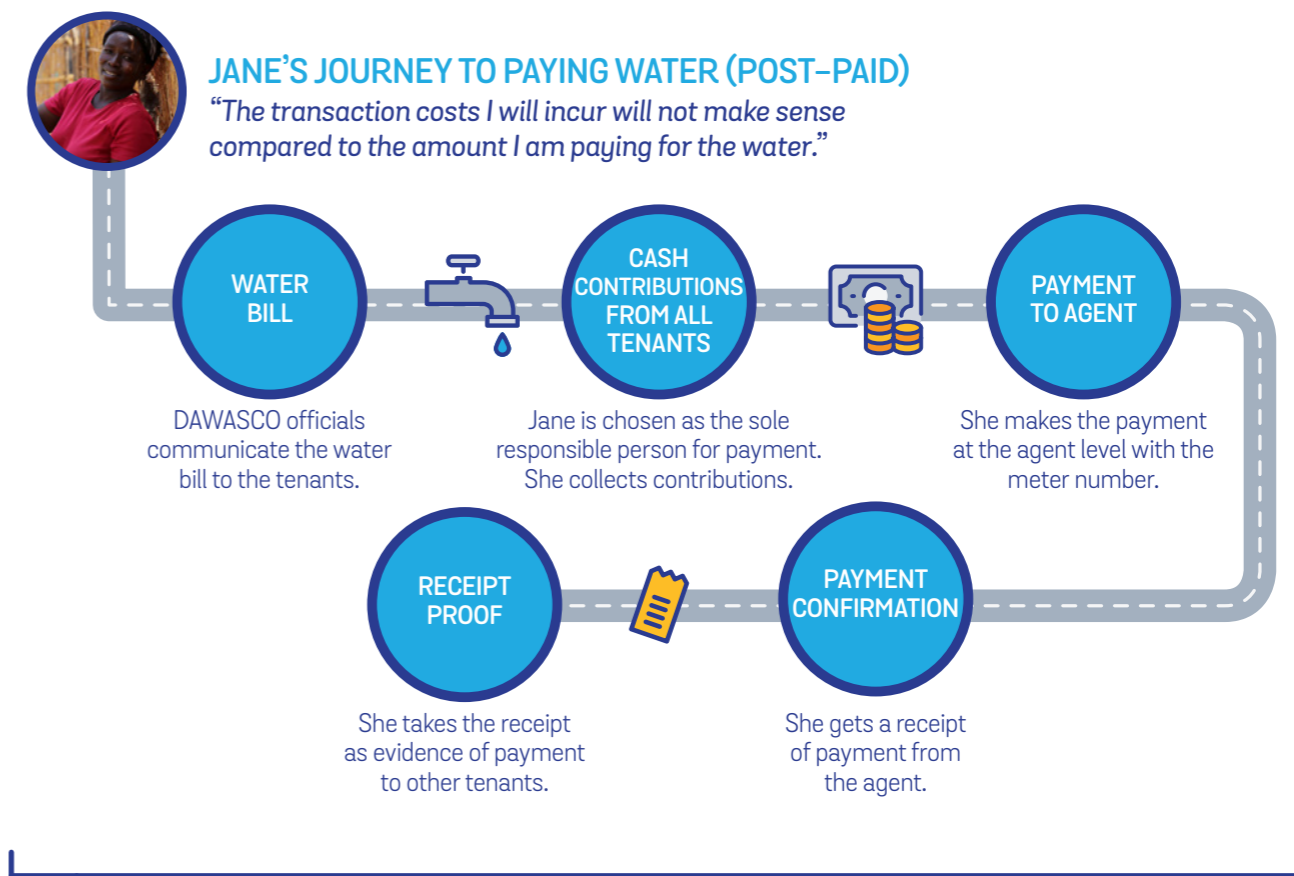 JANE’S JOURNEY TO PAYING WATER (POST–PAID)
“The transaction costs I will incur will not make sense
compared to the amount I am paying for the water.”
WATER
BILL
DAWASCO officials
communicate the water
bill to the tenants.
CASH
CONTRIBUTIONS
FROM ALL
TENANTS
Jane is chosen as the sole
responsible person for payment.
She collects contributions.
PAYMENT
TO AGENT
She makes the payment
at the agent level with the
meter number.
PAYMENT
CONFIRMATION
She gets a receipt
of payment from
the agent.
RECEIPT
PROOF
She takes the receipt
as evidence of payment
to other tenants.